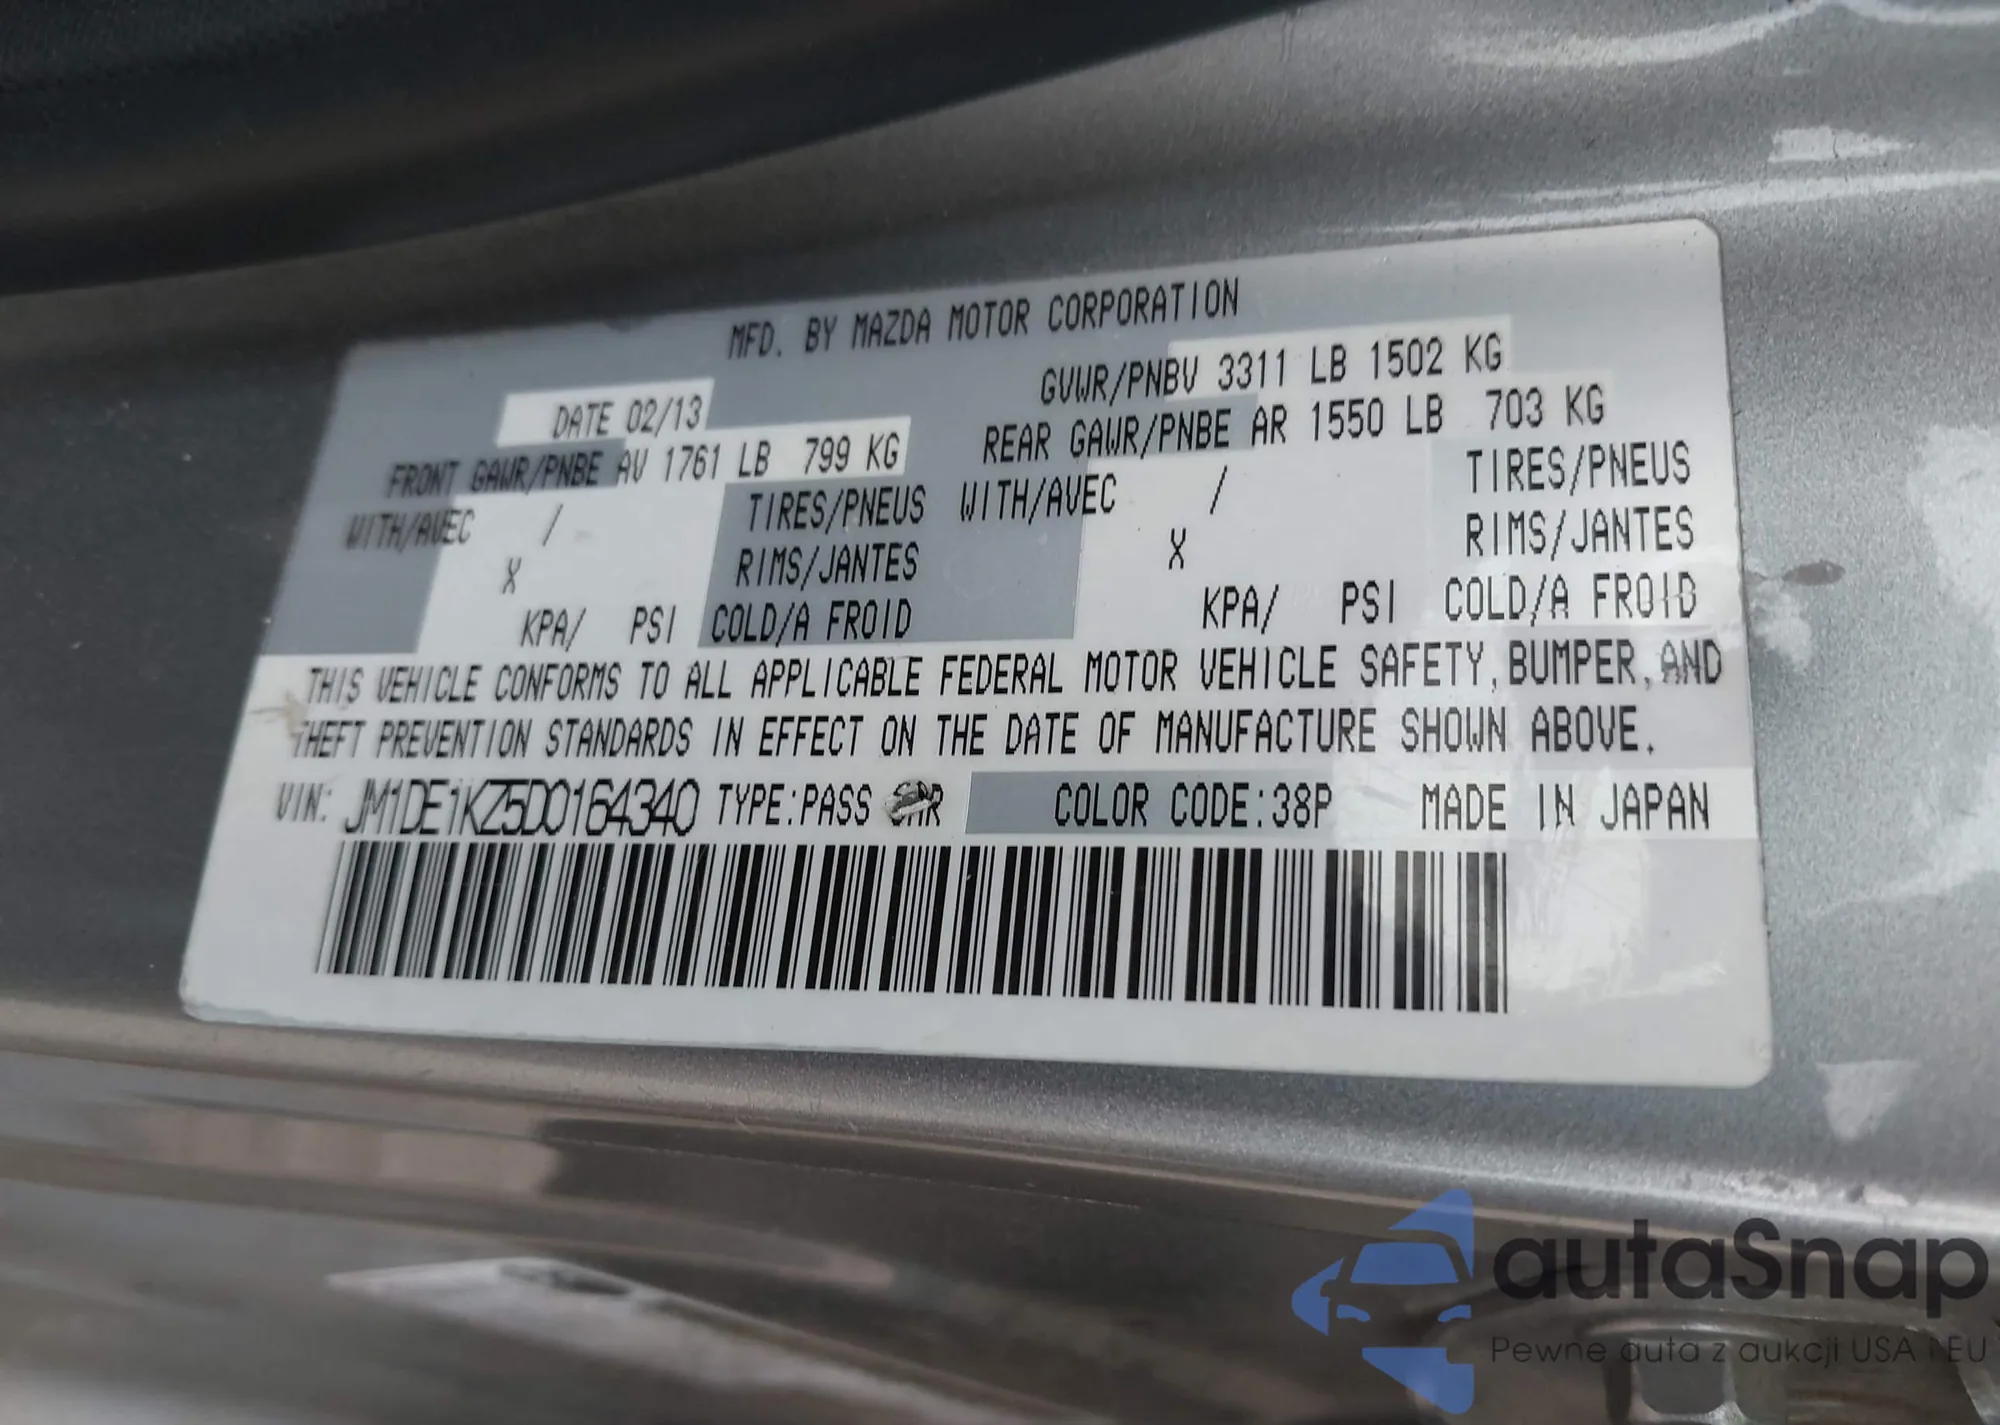 MFD. BY MAZDA MOTOR CORPORATION
DATE 02/13 GVWR/PNBV 3311 LB 1502 KG
FRONT GAWR/PNBE AV 1761 LB 799 KG REAR GAWR/PNBE AR 1550 LB 703 KG
WITH/AVEC / TIRES/PNEUS WITH/AVEC / TIRES/PNEUS
X RIMS/JANTES X RIMS/JANTES
KPA/ PSI COLD/A FROID KPA/ PSI COLD/A FROID
THIS VEHICLE CONFORMS TO ALL APPLICABLE FEDERAL MOTOR VEHICLE SAFETY, BUMPER, AND
THEFT PREVENTION STANDARDS IN EFFECT ON THE DATE OF MANUFACTURE SHOWN ABOVE.
VIN: JM1DE1KZ5D0164340 TYPE:PASS CAR COLOR CODE:38P MADE IN JAPAN
autaSnap
Pewne auta z aukcji USA i EU